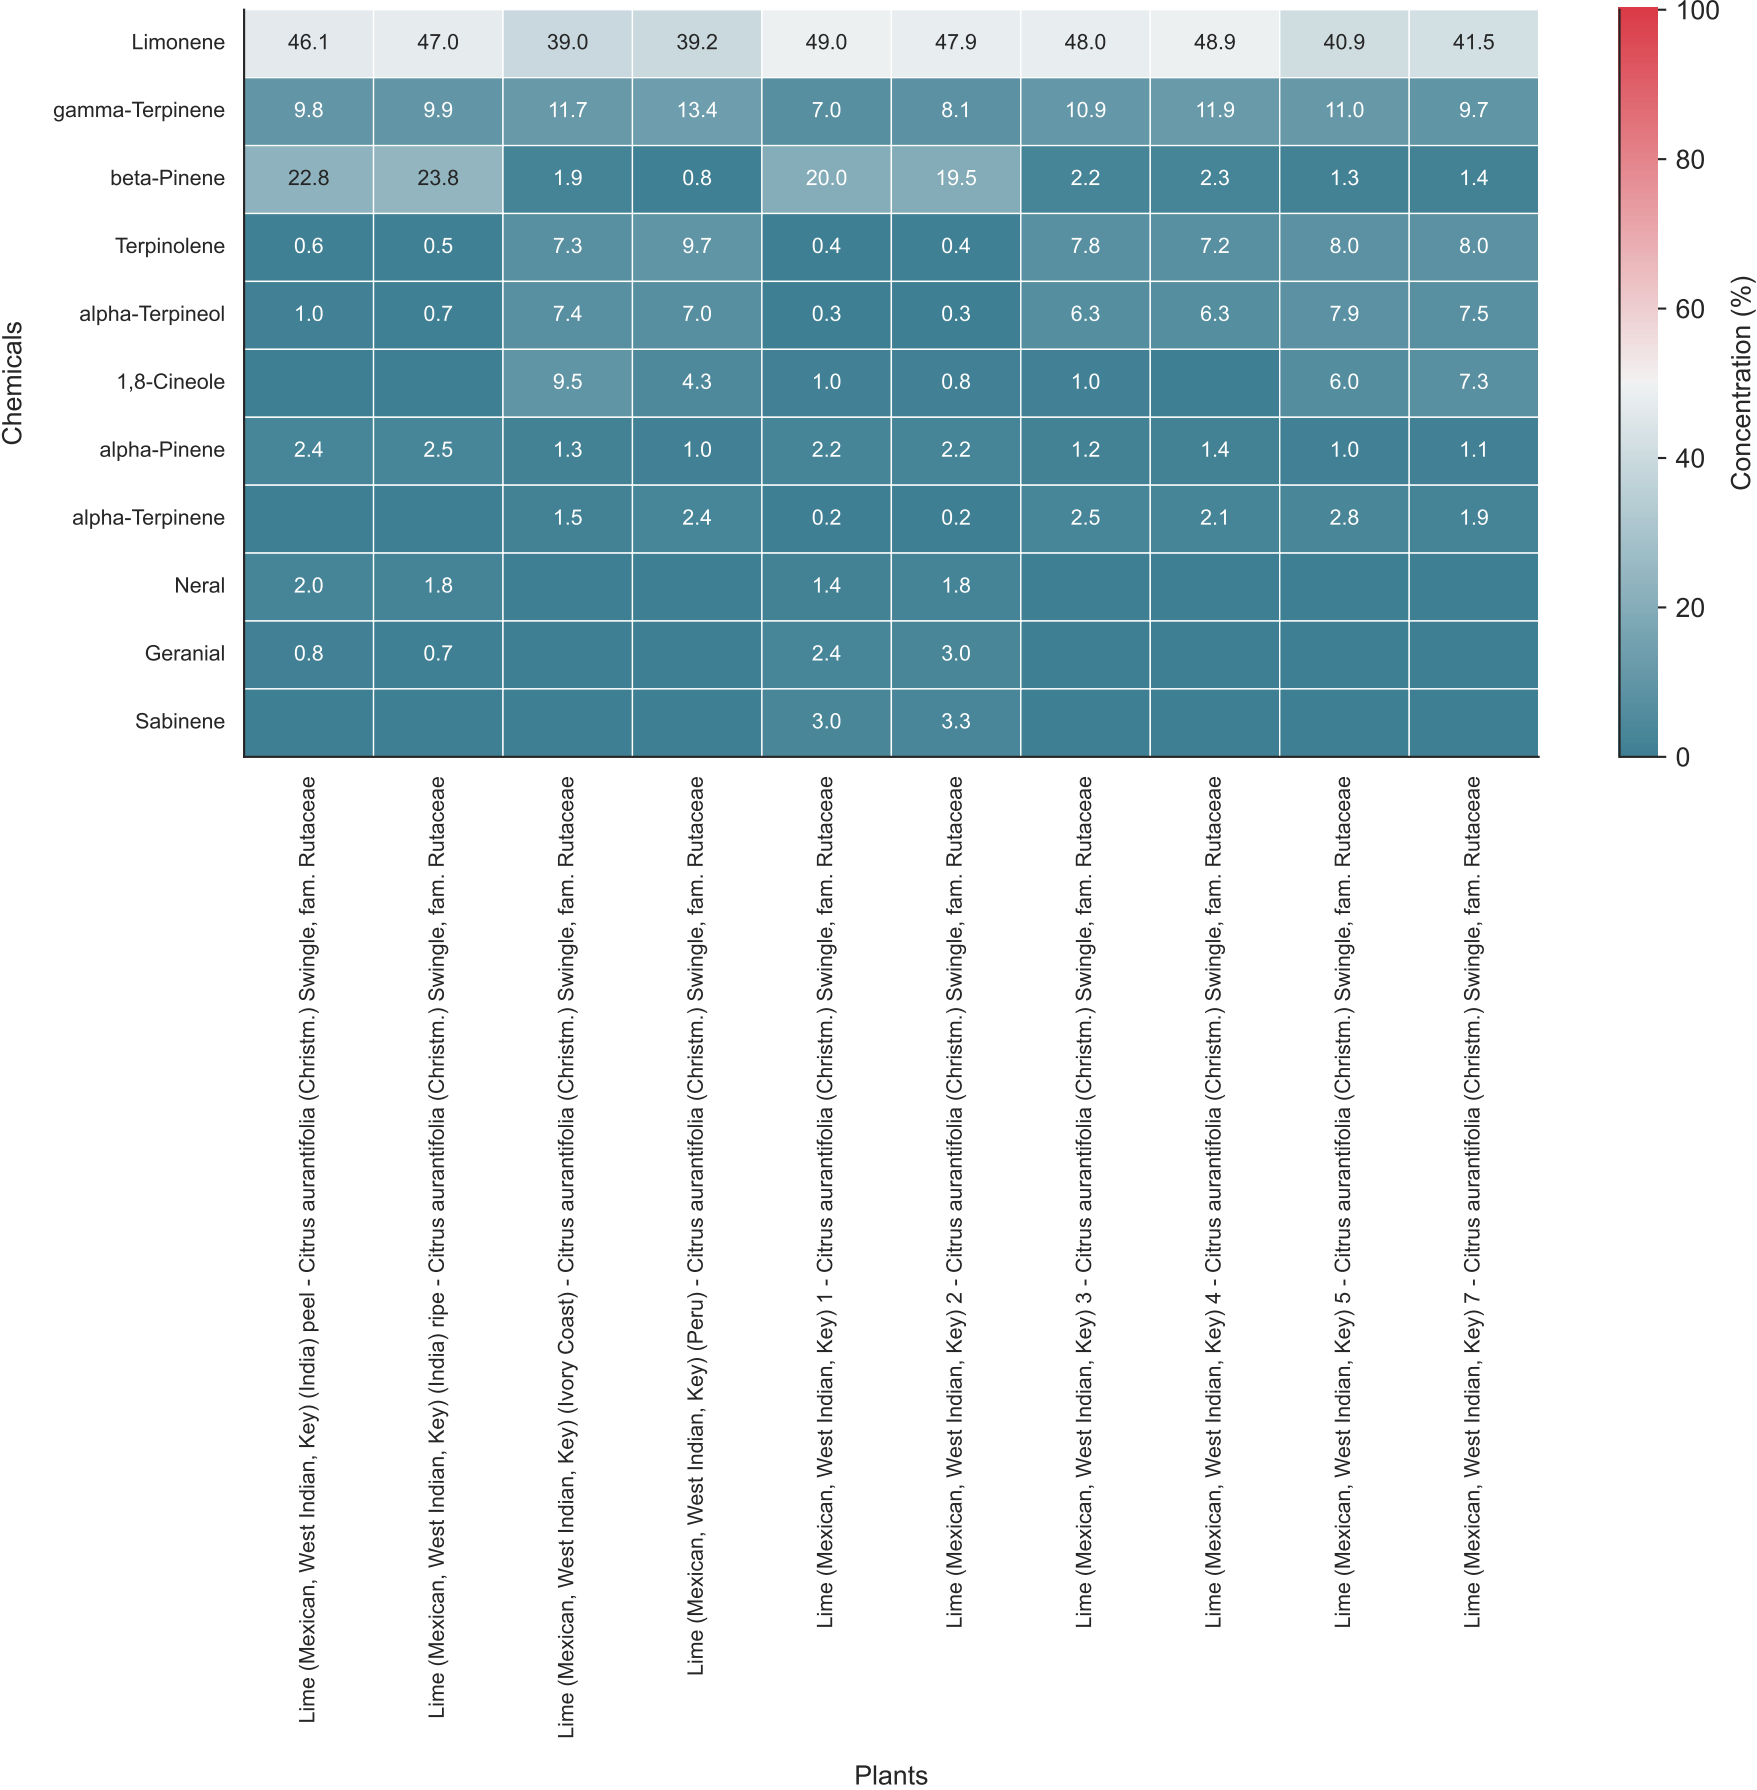 Chemicals
Limonene 46.1 47.0 39.0 39.2 49.0 47.9 48.0 48.9 40.9 41.5
gamma-Terpinene 9.8 9.9 11.7 13.4 7.0 8.1 10.9 11.9 11.0 9.7
beta-Pinene 22.8 23.8 1.9 0.8 20.0 19.5 2.2 2.3 1.3 1.4
Terpinolene 0.6 0.5 7.3 9.7 0.4 0.4 7.8 7.2 8.0 8.0
alpha-Terpineol 1.0 0.7 7.4 7.0 0.3 0.3 6.3 6.3 7.9 7.5
1,8-Cineole 9.5 4.3 1.0 0.8 1.0 6.0 7.3
alpha-Pinene 2.4 2.5 1.3 1.0 2.2 2.2 1.2 1.4 1.0 1.1
alpha-Terpinene 1.5 2.4 0.2 0.2 2.5 2.1 2.8 1.9
Neral 2.0 1.8 1.4 1.8
Geranial 0.8 0.7 2.4 3.0
Sabinene 3.0 3.3
Lime (Mexican, West Indian, Key) (India) peel - Citrus aurantifolia (Christm.) Swingle, fam. Rutaceae
Lime (Mexican, West Indian, Key) (India) ripe - Citrus aurantifolia (Christm.) Swingle, fam. Rutaceae
Lime (Mexican, West Indian, Key) (Ivory Coast) - Citrus aurantifolia (Christm.) Swingle, fam. Rutaceae
Lime (Mexican, West Indian, Key) (Peru) - Citrus aurantifolia (Christm.) Swingle, fam. Rutaceae
Lime (Mexican, West Indian, Key) 1 - Citrus aurantifolia (Christm.) Swingle, fam. Rutaceae
Lime (Mexican, West Indian, Key) 2 - Citrus aurantifolia (Christm.) Swingle, fam. Rutaceae
Lime (Mexican, West Indian, Key) 3 - Citrus aurantifolia (Christm.) Swingle, fam. Rutaceae
Lime (Mexican, West Indian, Key) 4 - Citrus aurantifolia (Christm.) Swingle, fam. Rutaceae
Lime (Mexican, West Indian, Key) 5 - Citrus aurantifolia (Christm.) Swingle, fam. Rutaceae
Lime (Mexican, West Indian, Key) 7 - Citrus aurantifolia (Christm.) Swingle, fam. Rutaceae
Plants
100
80
60
40
20
0
Concentration (%)